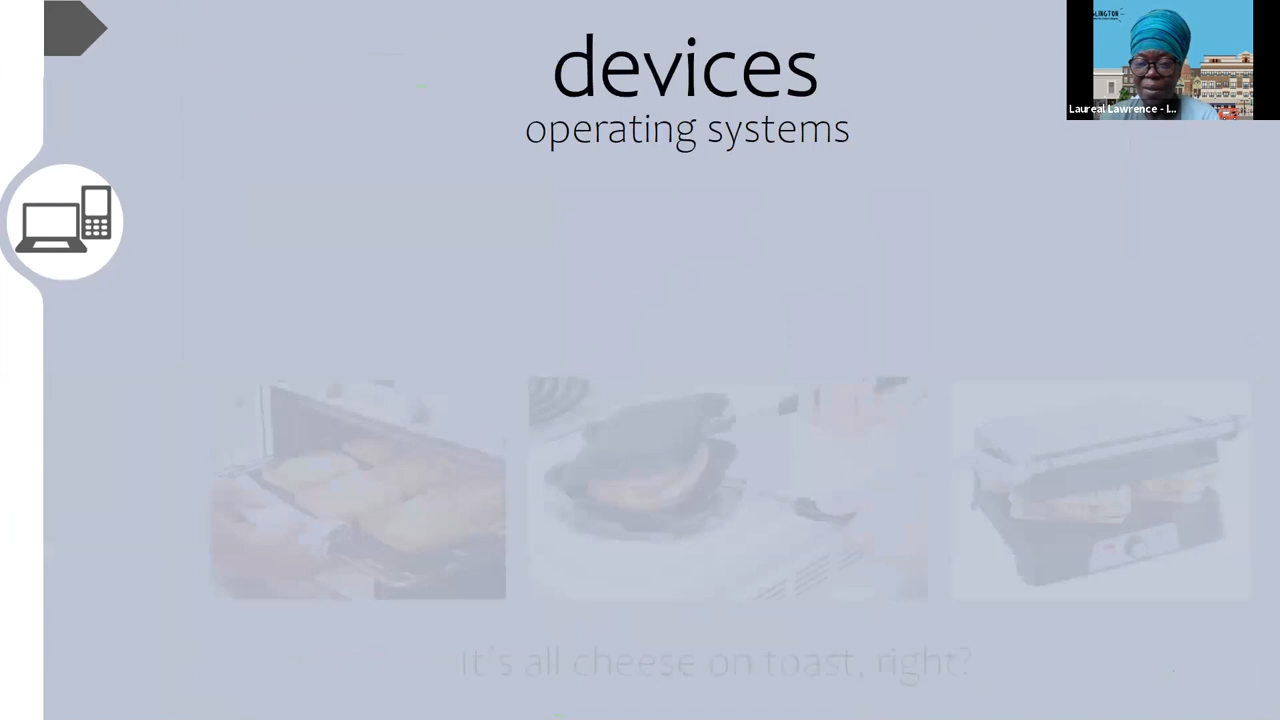 devices
operating systems
Laureal Lawrence - I...
It's all cheese on toast, right?